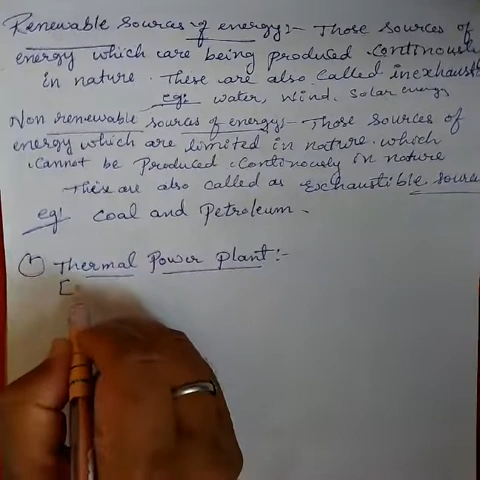 Renewable Sources of energy:- Those sources of
energy which are being produced continously
in nature. These are also called inexhaust
eg: water, wind, solar energy
Non renewable sources of energy:- Those sources of
energy which are limited in nature. which
cannot be produced continously in nature
These are also called as exhaustible source
eg: Coal and Petroleum.
Thermal Power plant:-